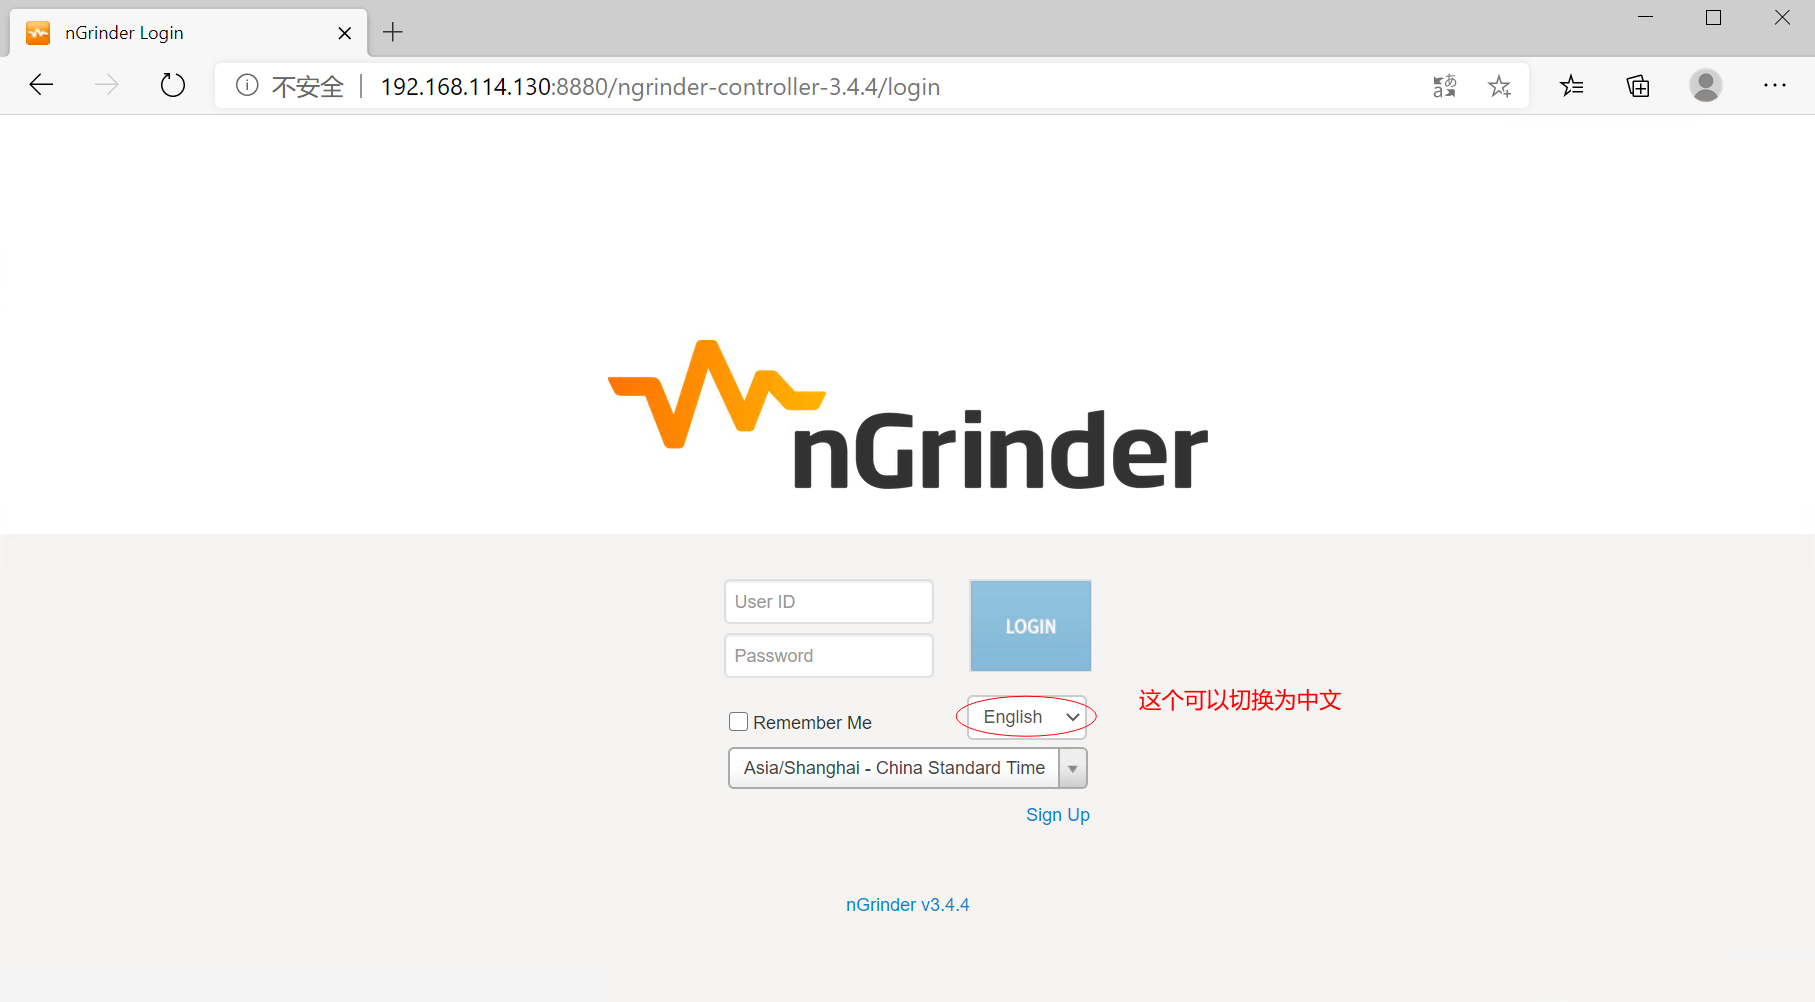 nGrinder Login
不安全 | 192.168.114.130:8880/ngrinder-controller-3.4.4/login
nGrinder
User ID
LOGIN
Password
Remember Me
English
这个可以切换为中文
Asia/Shanghai - China Standard Time
Sign Up
nGrinder v3.4.4